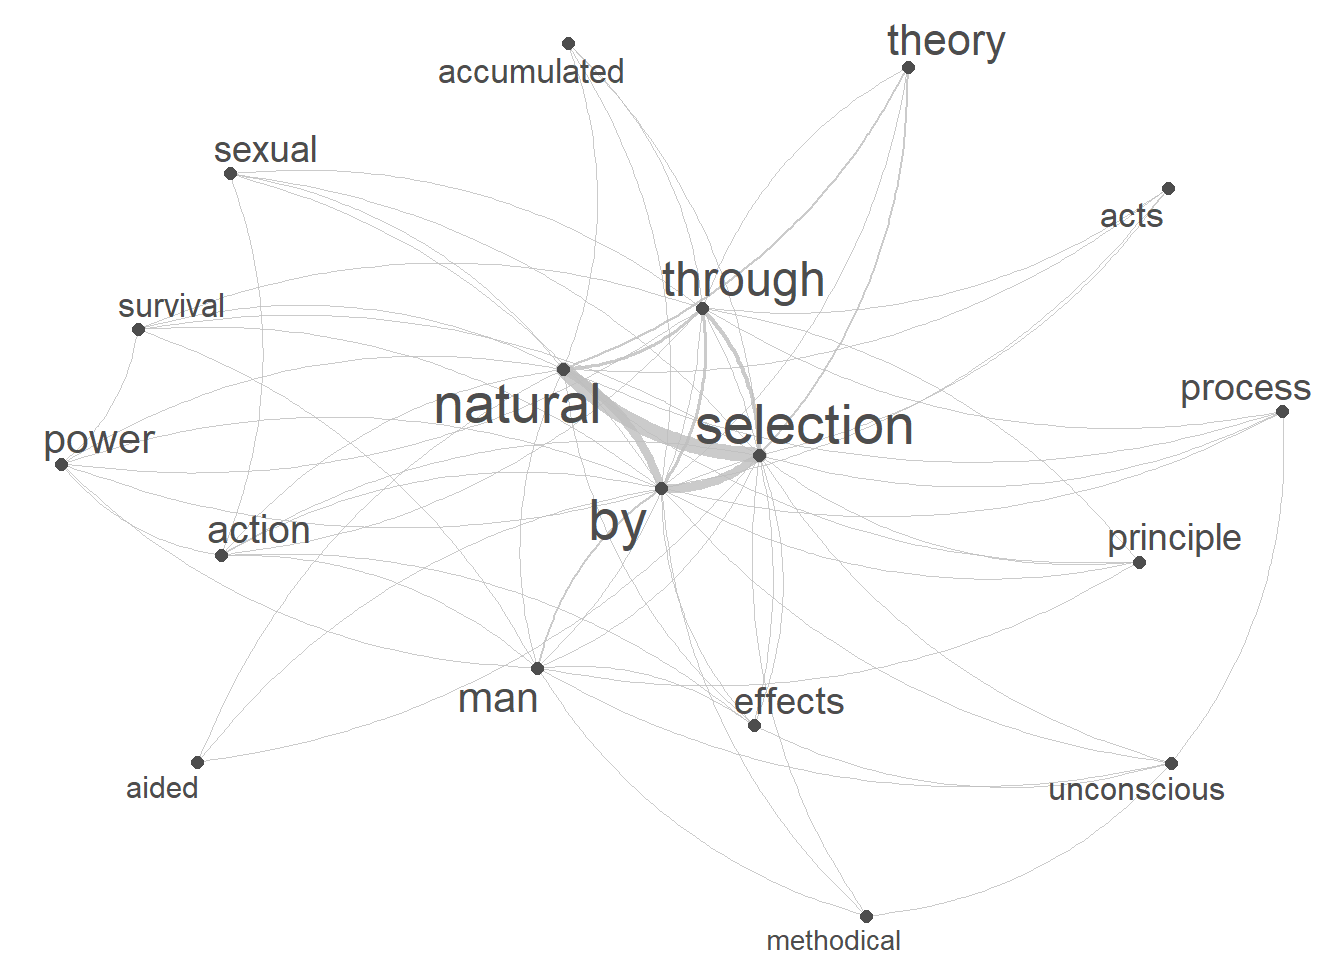 theory
accumulated
sexual
acts
through
survival
process
natural
selection
power
by
action
principle
man
effects
aided
unconscious
methodical